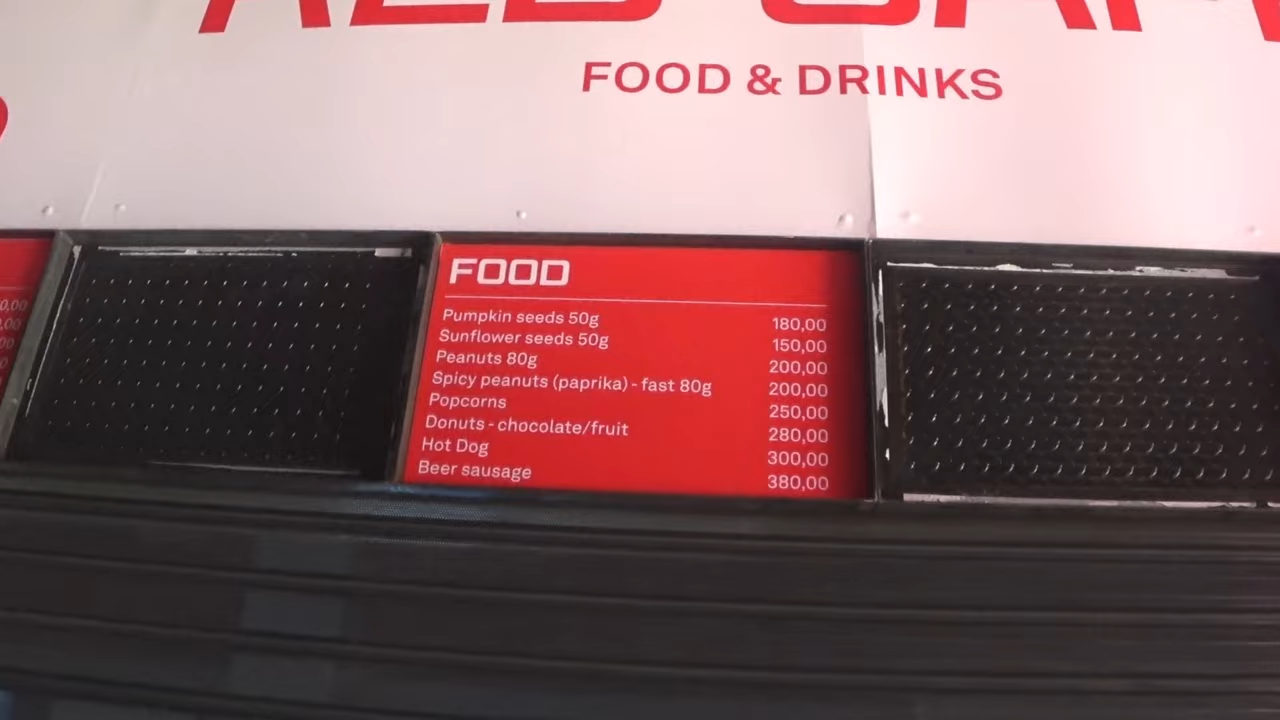 FOOD & DRINKS
FOOD
Pumpkin seeds 50g 180,00
Sunflower seeds 50g 150,00
Peanuts 80g 200,00
Spicy peanuts (paprika) - fast 80g 200,00
Popcorns 250,00
Donuts - chocolate/fruit 280,00
Hot Dog 300,00
Beer sausage 380,00